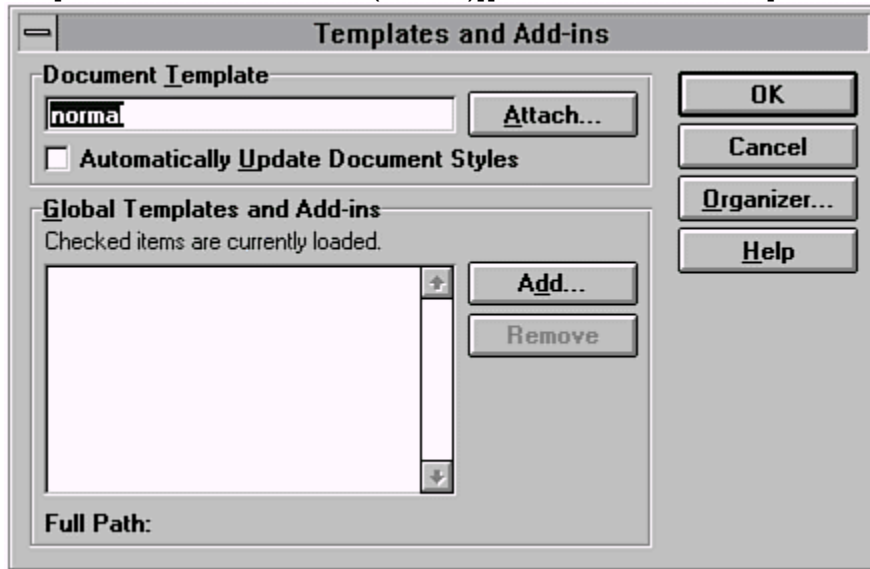 Templates and Add-ins
Document Template
normal
Attach...
Automatically Update Document Styles
Global Templates and Add-ins
Checked items are currently loaded.
Add...
Remove
Full Path:
OK
Cancel
Organizer...
Help